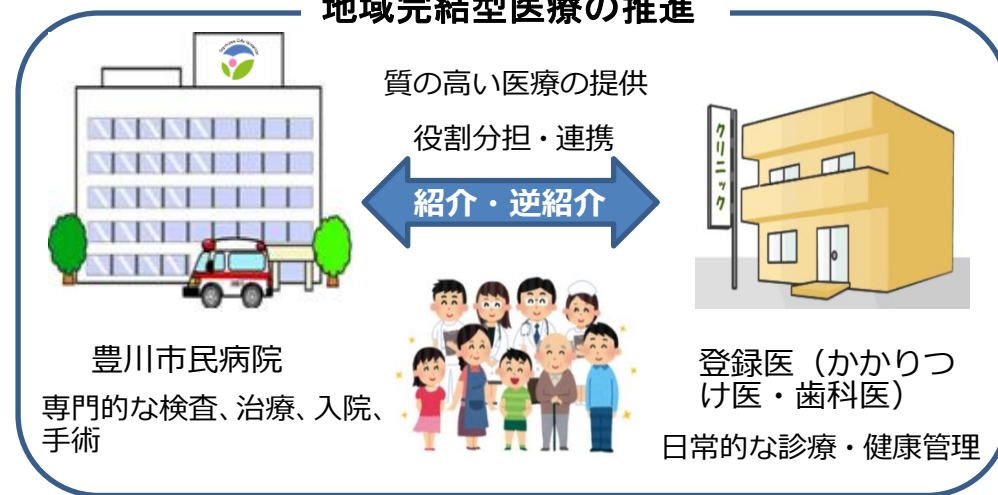 地域完結型医療の推進
質の高い医療の提供
役割分担・連携
紹介・逆紹介
クリニック
豊川市民病院
専門的な検査、治療、入院、
手術
登録医（かかりつ
け医・歯科医）
日常的な診療・健康管理